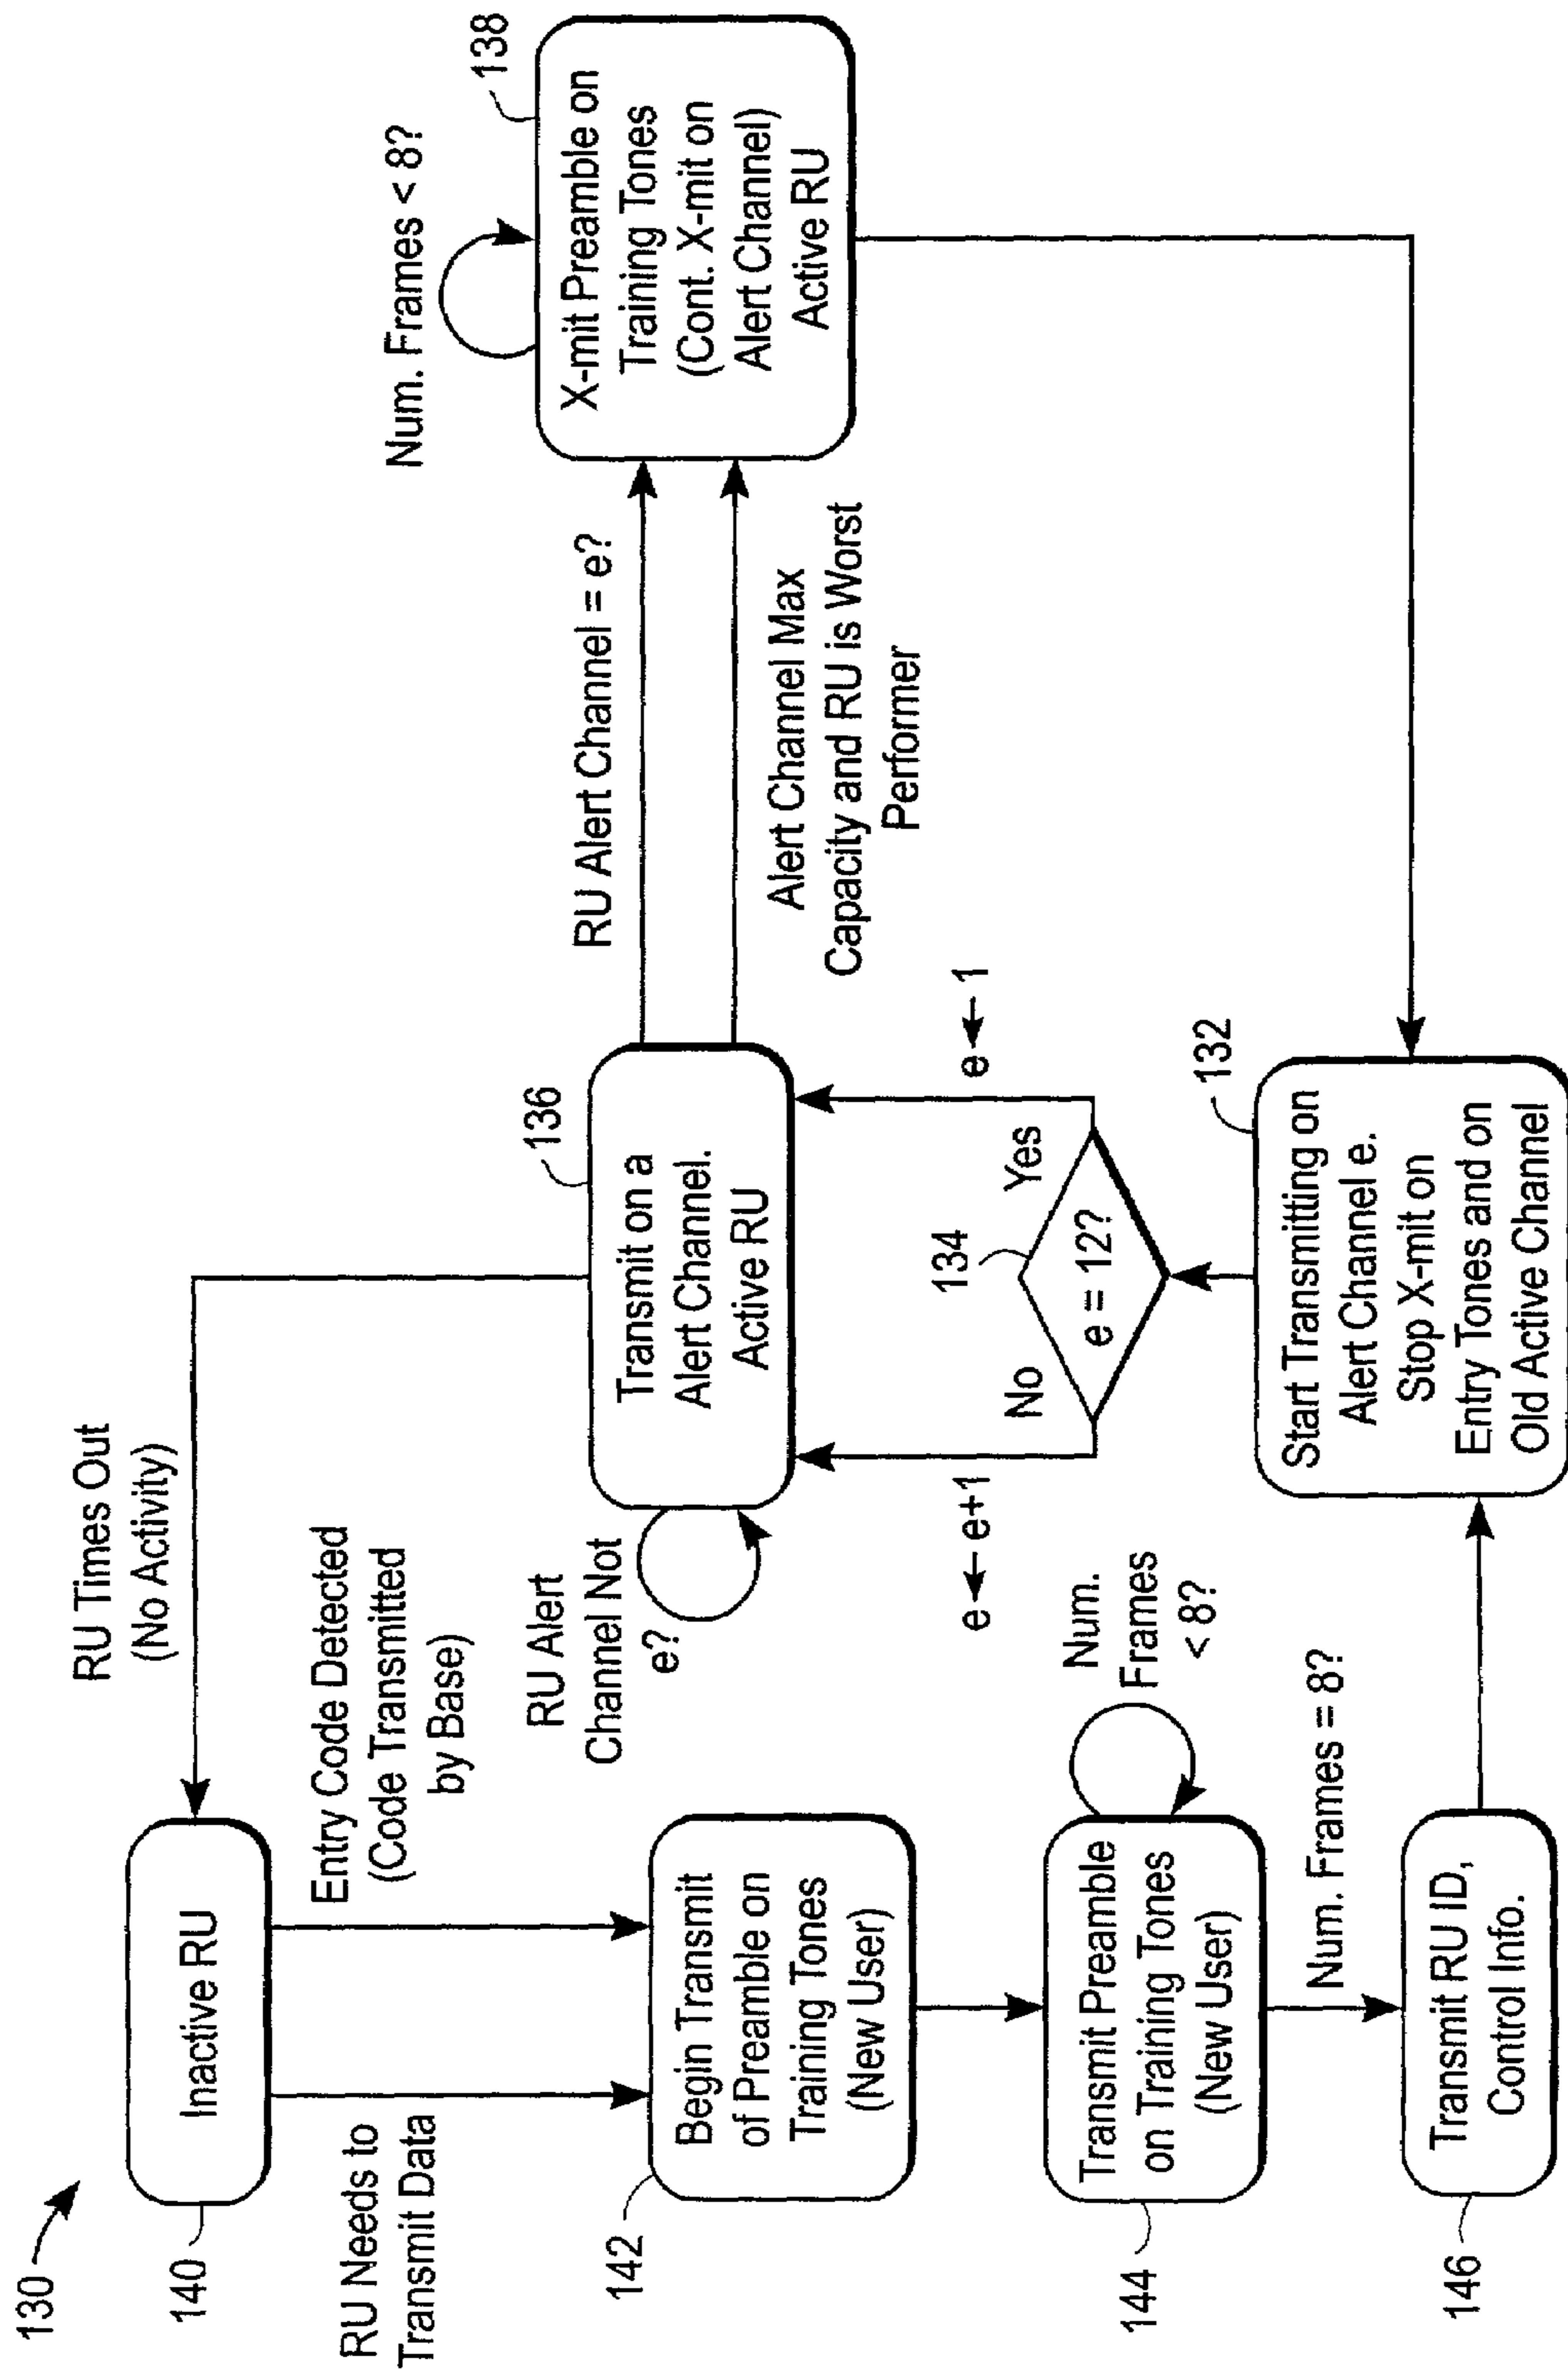 130
140
Inactive RU
RU Times Out
(No Activity)
RU Needs to
Transmit Data
Entry Code Detected
(Code Transmitted
by Base)
142
Begin Transmit
of Preamble on
Training Tones
(New User)
144
Transmit Preamble
on Training Tones
(New User)
Num.
Frames
< 8?
Num. Frames = 8?
146
Transmit RU ID,
Control Info.
RU Alert
Channel Not
e?
136
Transmit on a
Alert Channel.
Active RU
e ← e+1
e ← 1
No
Yes
134
e = 12?
132
Start Transmitting on
Alert Channel e.
Stop X-mit on
Entry Tones and on
Old Active Channel
RU Alert Channel = e?
Alert Channel Max
Capacity and RU is Worst
Performer
Num. Frames < 8?
138
X-mit Preamble on
Training Tones
(Cont. X-mit on
Alert Channel)
Active RU